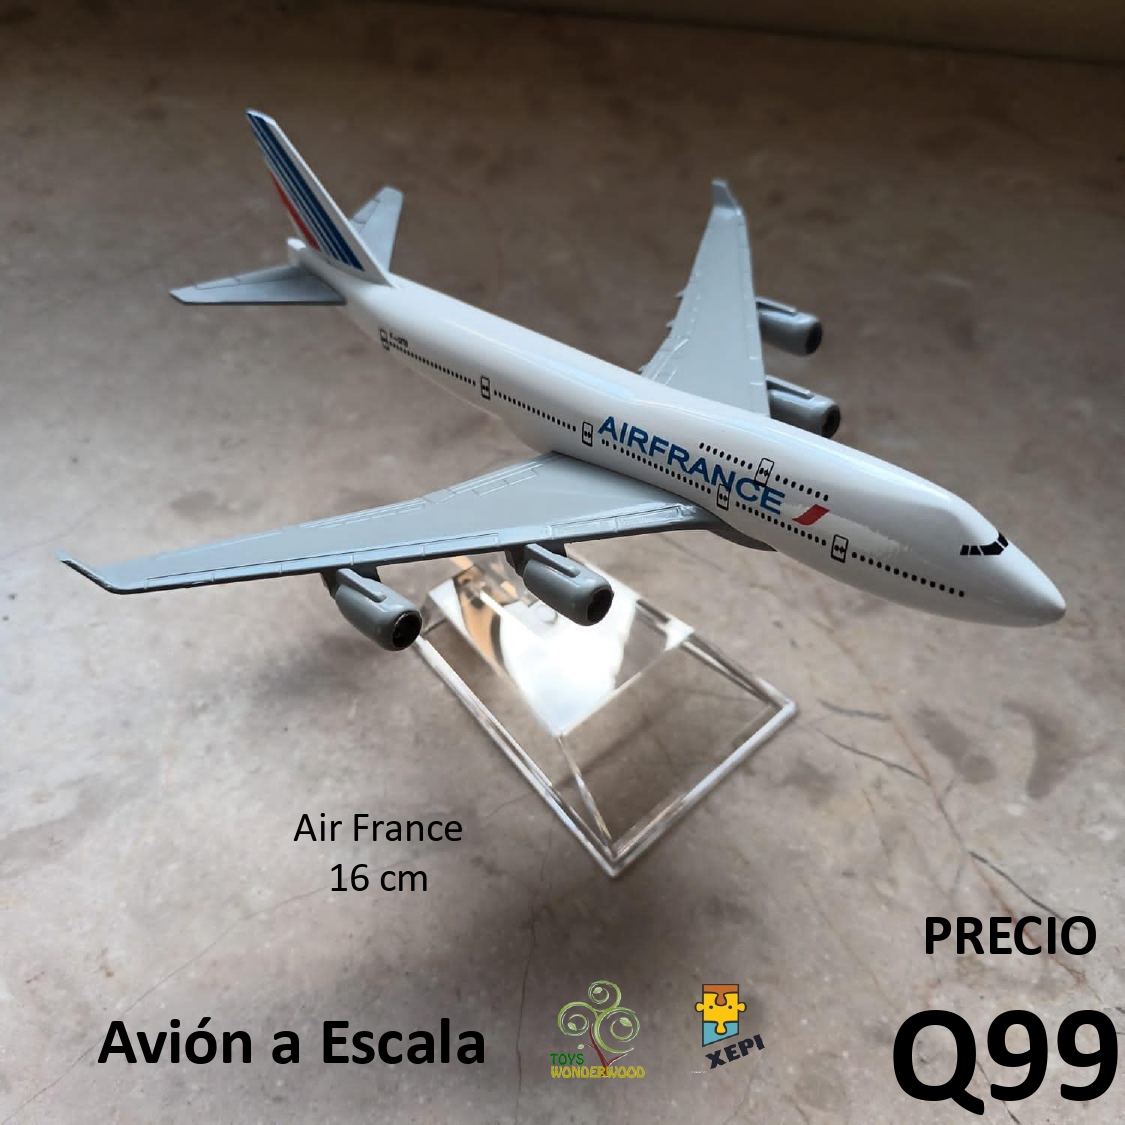 AIRFRANCE
Air France
16 cm
PRECIO
Q99
Avión a Escala
TOYS
WONDERWOOD
XEPI